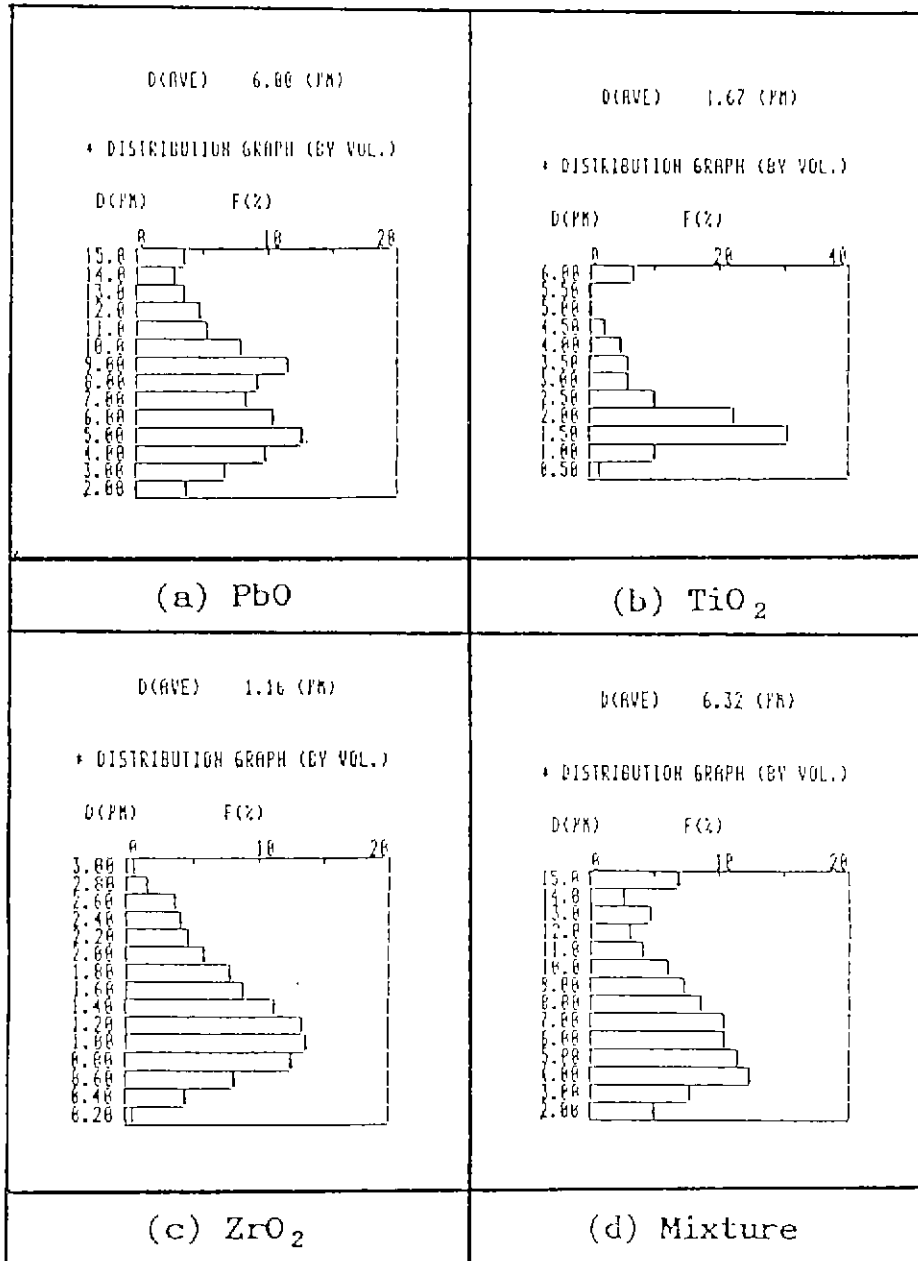 D(AVE) 6.00 (µM)
* DISTRIBUTION GRAPH (BY VOL.)
D(µM) F(%)
0 10 20
15.0
14.0
13.0
12.0
11.0
10.0
9.00
8.00
7.00
6.00
5.00
4.00
3.00
2.00
(a) PbO
D(AVE) 1.67 (µM)
* DISTRIBUTION GRAPH (BY VOL.)
D(µM) F(%)
0 20 40
6.00
5.50
5.00
4.50
4.00
3.50
3.00
2.50
2.00
1.50
1.00
0.50
(b) TiO₂
D(AVE) 1.16 (µM)
* DISTRIBUTION GRAPH (BY VOL.)
D(µM) F(%)
0 10 20
3.00
2.80
2.60
2.40
2.20
2.00
1.80
1.60
1.40
1.20
1.00
0.80
0.60
0.40
0.20
(c) ZrO₂
D(AVE) 6.32 (µM)
* DISTRIBUTION GRAPH (BY VOL.)
D(µM) F(%)
0 10 20
15.0
14.0
13.0
12.0
11.0
10.0
9.00
8.00
7.00
6.00
5.00
4.00
3.00
2.00
(d) Mixture